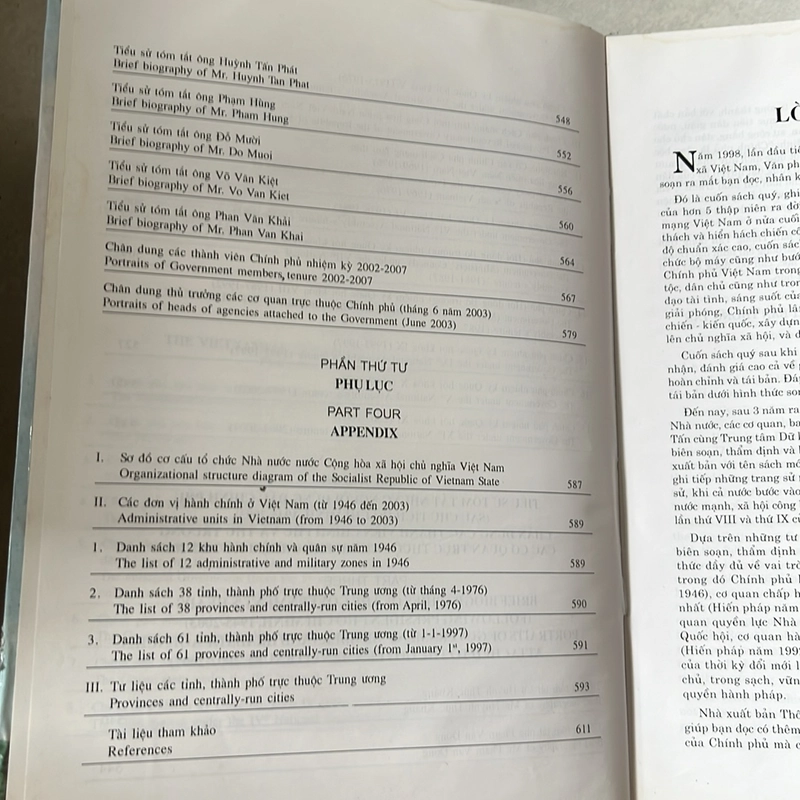 Tiểu sử tóm tắt ông Huỳnh Tấn Phát
Brief biography of Mr. Huynh Tan Phat
548
Tiểu sử tóm tắt ông Phạm Hùng
Brief biography of Mr. Pham Hung
552
Tiểu sử tóm tắt ông Đỗ Mười
Brief biography of Mr. Do Muoi
556
Tiểu sử tóm tắt ông Võ Văn Kiệt
Brief biography of Mr. Vo Van Kiet
560
Tiểu sử tóm tắt ông Phan Văn Khải
Brief biography of Mr. Phan Van Khai
564
Chân dung các thành viên Chính phủ nhiệm kỳ 2002-2007
Portraits of Government members, tenure 2002-2007
567
Chân dung thủ trưởng các cơ quan trực thuộc Chính phủ (tháng 6 năm 2003)
Portraits of heads of agencies attached to the Government (June 2003)
579
PHẦN THỨ TƯ
PHỤ LỤC
PART FOUR
APPENDIX
I. Sơ đồ cơ cấu tổ chức Nhà nước nước Cộng hòa xã hội chủ nghĩa Việt Nam
Organizational structure diagram of the Socialist Republic of Vietnam State
587
II. Các đơn vị hành chính ở Việt Nam (từ 1946 đến 2003)
Administrative units in Vietnam (from 1946 to 2003)
589
1. Danh sách 12 khu hành chính và quân sự năm 1946
The list of 12 administrative and military zones in 1946
589
2. Danh sách 38 tỉnh, thành phố trực thuộc Trung ương (từ tháng 4-1976)
The list of 38 provinces and centrally-run cities (from April, 1976)
590
3. Danh sách 61 tỉnh, thành phố trực thuộc Trung ương (từ 1-1-1997)
The list of 61 provinces and centrally-run cities (from January 1st, 1997)
591
III. Tư liệu các tỉnh, thành phố trực thuộc Trung ương
Provinces and centrally-run cities
593
Tài liệu tham khảo
References
611
LỜ
Năm 1998, lần đầu tiê
xã Việt Nam, Văn ph
soạn ra mắt bạn đọc, nhân k
Đó là cuốn sách quý, ghi
của hơn 5 thập niên ra đờ
mạng Việt Nam ở nửa cuối
thách và hiển hách chiến cô
độ chuẩn xác cao, cuốn sác
chức bộ máy cũng như bướ
Chính phủ Việt Nam trong
tộc, dân chủ cũng như tron
đạo tài tình, sáng suốt của
giải phóng, Chính phủ lâ
chiến - kiến quốc, xây dựn
lên chủ nghĩa xã hội, và đ
Cuốn sách quý sau khi
nhận, đánh giá cao cả về
hoàn chỉnh và tái bản. Đá
tái bản dưới hình thức son
Đến nay, sau 3 năm ra
Nhà nước, các cơ quan, ba
Tấn cùng Trung tâm Dữ
biên soạn, thẩm định và
xuất bản với tên sách mó
ghi tiếp những trang sử
sử, khi cả nước bước vào
nước mạnh, xã hội công
lần thứ VIII và thứ IX c
Dựa trên những tư
biên soạn, thẩm định
thức đầy đủ về vai tr
trong đó Chính phủ
1946), cơ quan chấp h
nhất (Hiến pháp năm
quan quyền lực Nhà
Quốc hội, cơ quan hà
(Hiến pháp năm 199
của thời kỳ đổi mới l
chủ, trong sạch, vữn
quyền hành pháp.
Nhà xuất bản Thô
giúp bạn đọc có thêm
của Chính phủ mà c